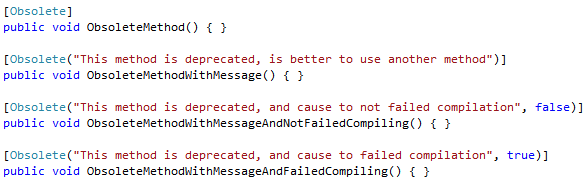 [Obsolete]
public void ObsoleteMethod() { }
[Obsolete("This method is deprecated, is better to use another method")]
public void ObsoleteMethodWithMessage() { }
[Obsolete("This method is deprecated, and cause to not failed compilation", false)]
public void ObsoleteMethodWithMessageAndNotFailedCompiling() { }
[Obsolete("This method is deprecated, and cause to failed compilation", true)]
public void ObsoleteMethodWithMessageAndFailedCompiling() { }